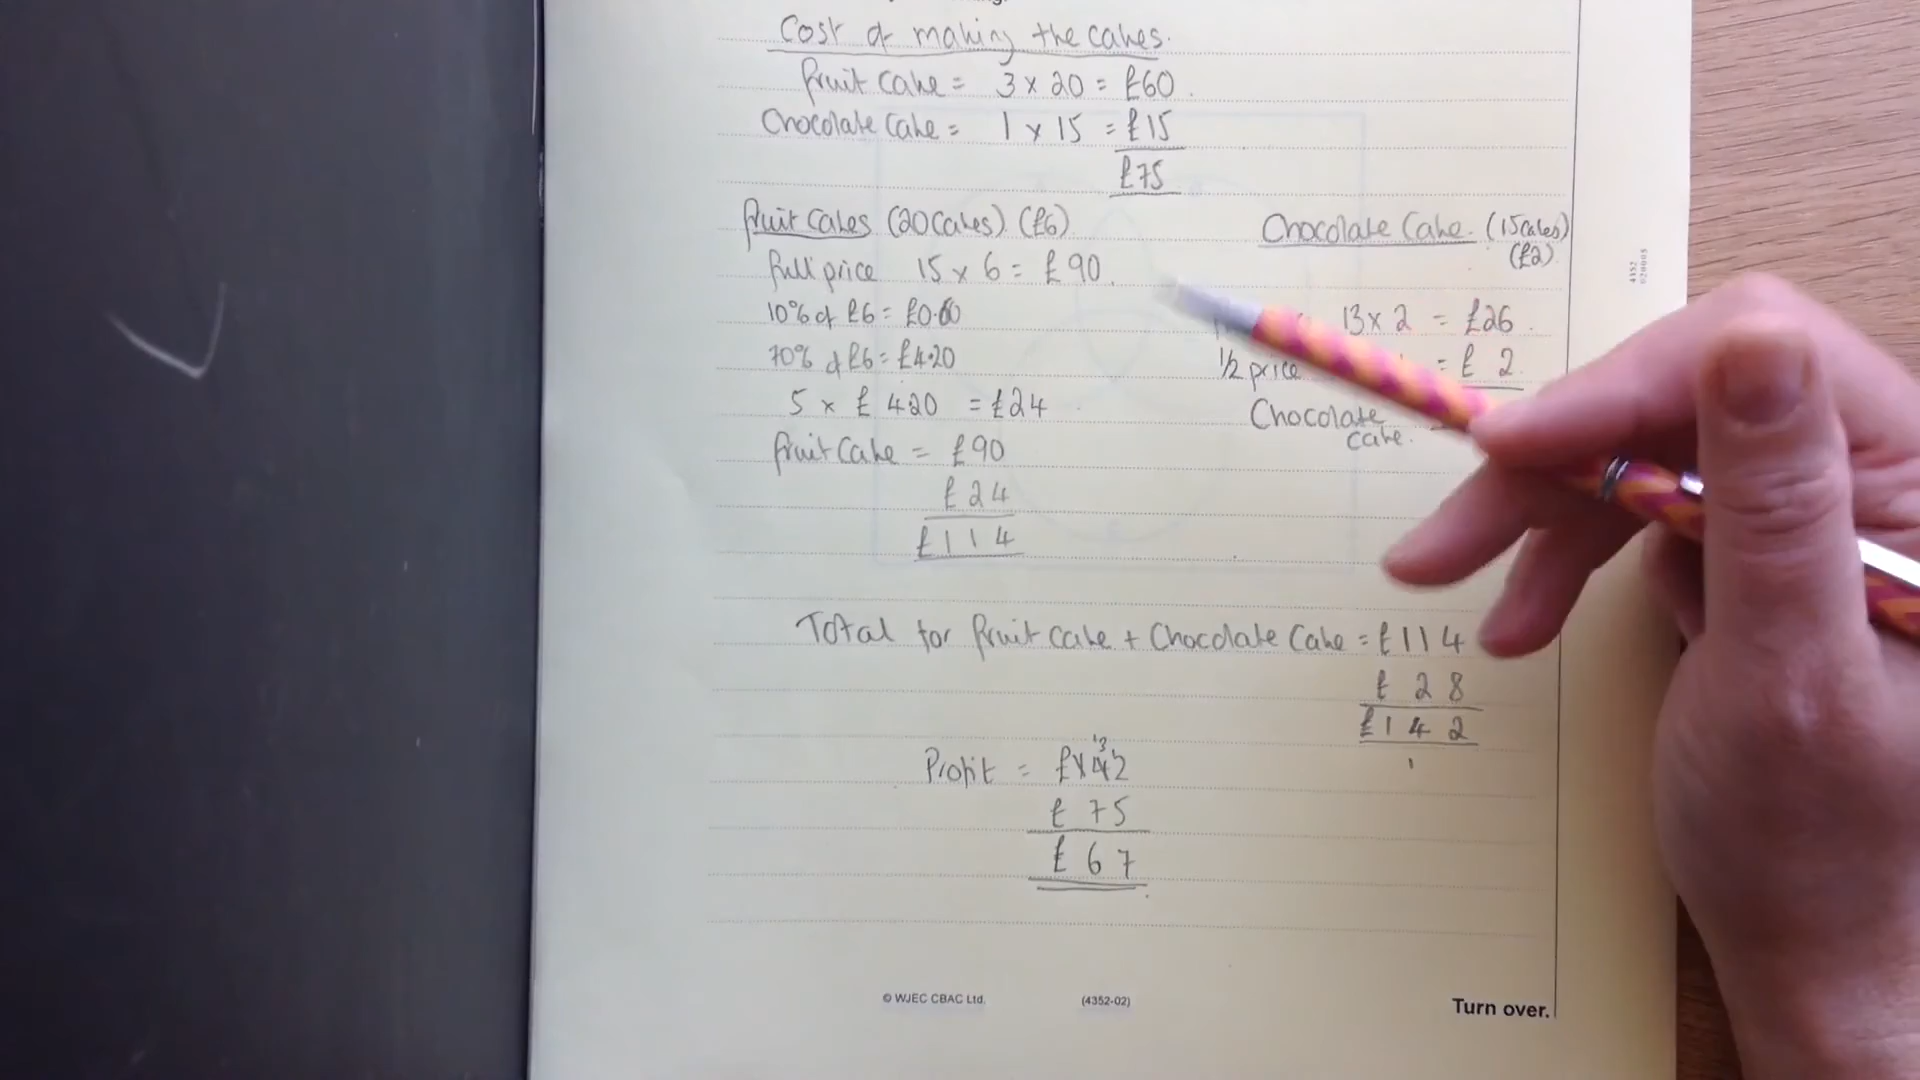 Cost of making the cakes.
fruit cake = 3 x 20 = £60.
Chocolate Cake = 1 x 15 = £15
£75
fruit cakes (20 cakes) (£6)
full price 15 x 6 = £90.
10% of £6 = £0.60
70% of £6 = £4.20
5 x £ 4.20 = £24
fruit Cake = £90
£ 24
£114
Chocolate Cake. (15 cakes)
(£2)
13 x 2 = £26.
1/2 price = £ 2
Chocolate
cake.
Total for fruit cake + Chocolate Cake = £114
£ 28
£142
1
Profit = £142
£ 75
£ 67
4352
020005
© WJEC CBAC Ltd.
(4352-02)
Turn over.